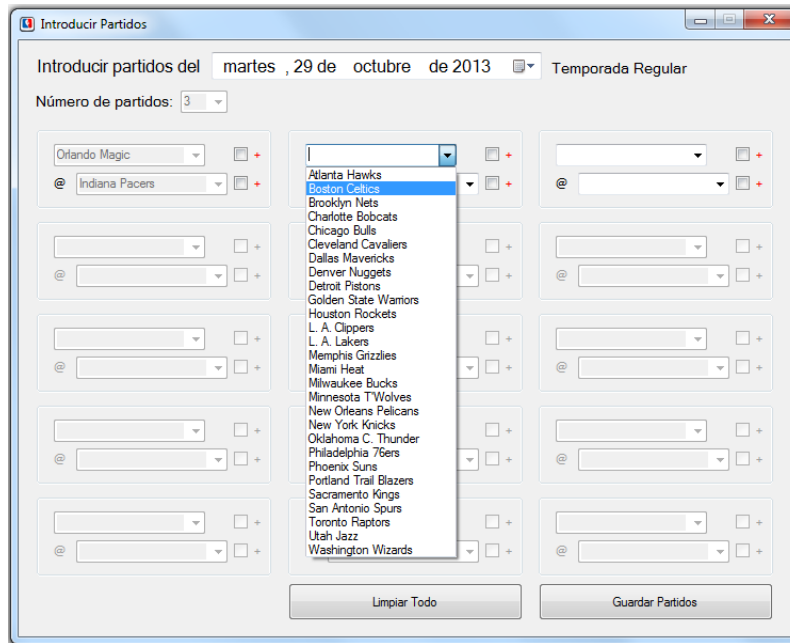 Introducir Partidos
Introducir partidos del martes , 29 de octubre de 2013 Temporada Regular
Número de partidos: 3
Orlando Magic +
@ Indiana Pacers +
+
Atlanta Hawks
Boston Celtics
Brooklyn Nets
Charlotte Bobcats
Chicago Bulls
Cleveland Cavaliers
Dallas Mavericks
Denver Nuggets
Detroit Pistons
Golden State Warriors
Houston Rockets
L. A. Clippers
L. A. Lakers
Memphis Grizzlies
Miami Heat
Milwaukee Bucks
Minnesota T'Wolves
New Orleans Pelicans
New York Knicks
Oklahoma C. Thunder
Philadelphia 76ers
Phoenix Suns
Portland Trail Blazers
Sacramento Kings
San Antonio Spurs
Toronto Raptors
Utah Jazz
Washington Wizards
+
+
@ +
+
@ +
+
+
+
@ +
+
@ +
+
+
+
@ +
+
@ +
+
+
+
@ +
+
@ +
+
+
+
@ +
Limpiar Todo
Guardar Partidos